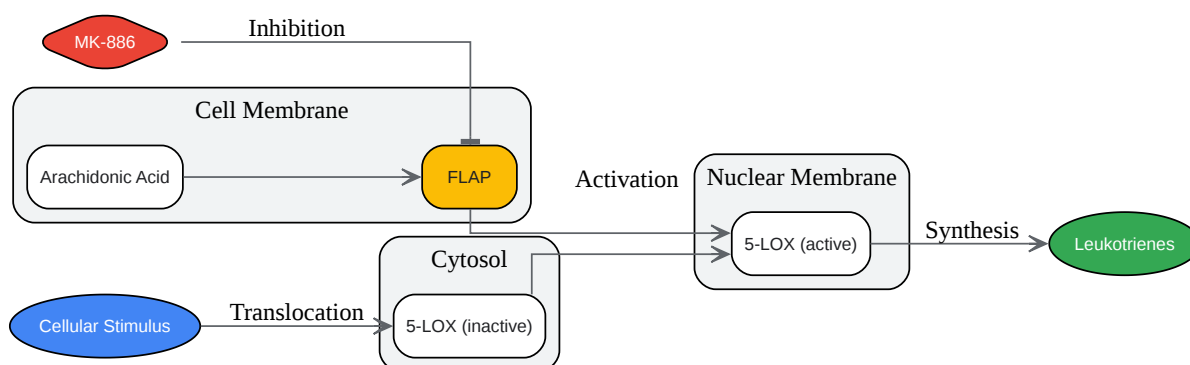 MK-886
Inhibition
Cell Membrane
Arachidonic Acid
FLAP
Activation
Nuclear Membrane
5-LOX (active)
Synthesis
Leukotrienes
Cytosol
Cellular Stimulus
Translocation
5-LOX (inactive)